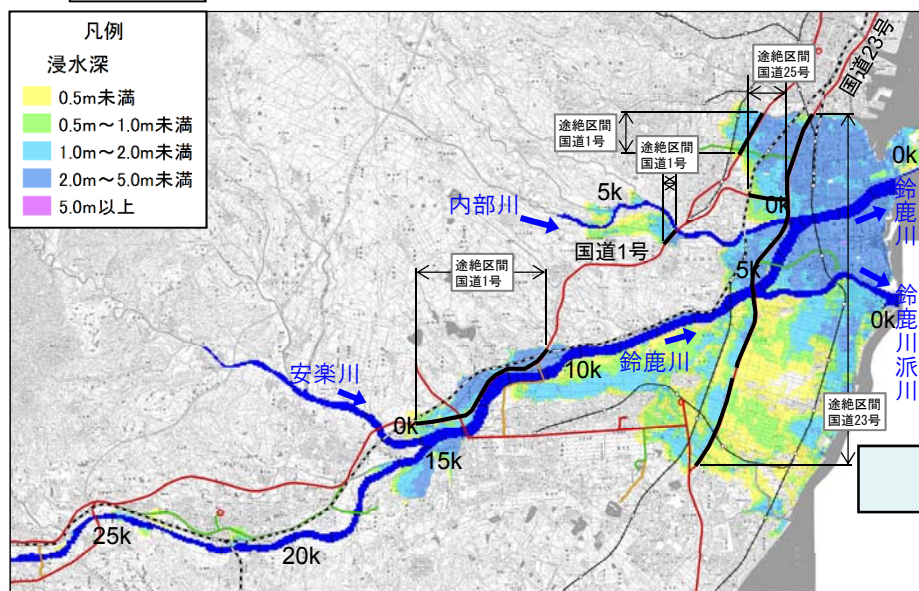 凡例
浸水深
0.5m未満
0.5m～1.0m未満
1.0m～2.0m未満
2.0m～5.0m未満
5.0m以上
途絶区間
国道25号
国道23号
途絶区間
国道1号
途絶区間
国道1号
0k
鈴鹿川
5k
内部川
0k
国道1号
途絶区間
国道1号
5k
鈴鹿川派川
0k
鈴鹿川
10k
安楽川
途絶区間
国道23号
0k
15k
25k
20k